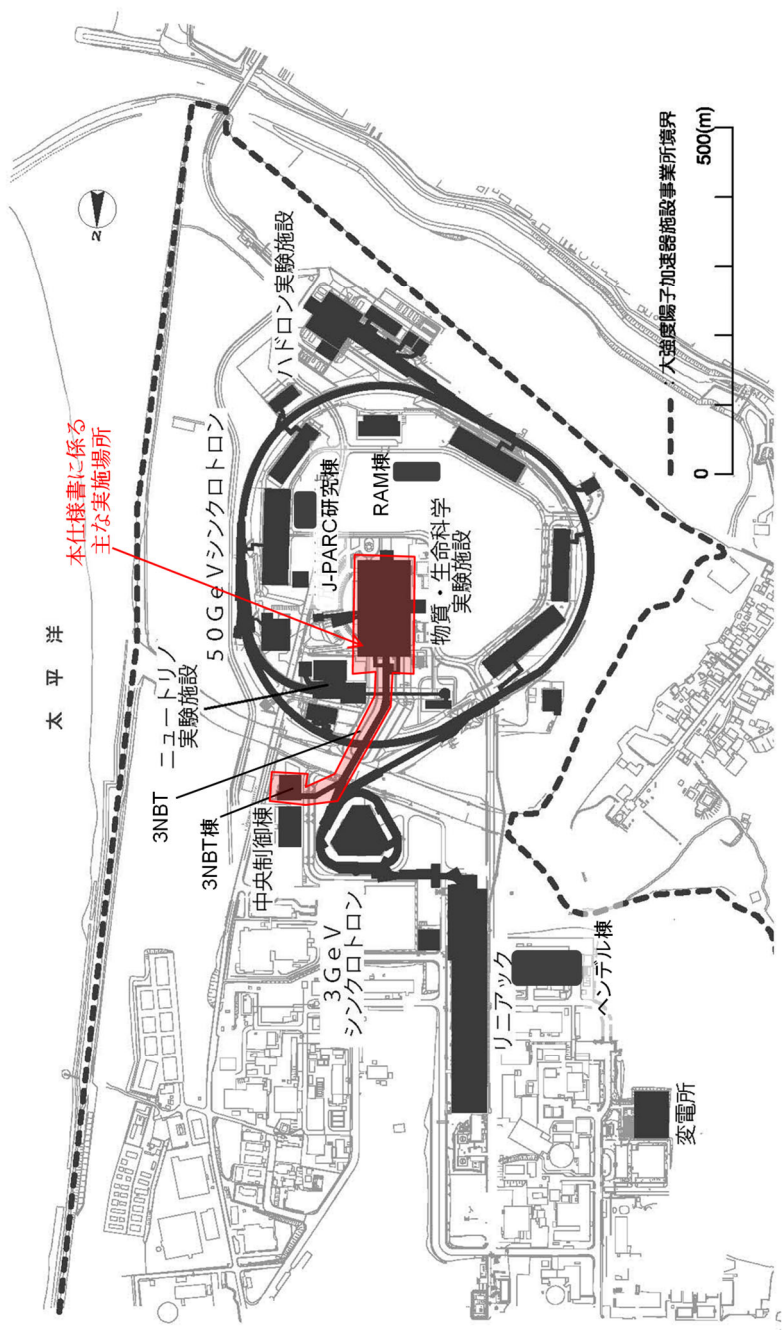 太平洋
N
3NBT
3NBT棟
中央制御棟
ニュートリノ
実験施設
50GeVシンクロトロン
本仕様書に係る
主な実施場所
ハドロン実験施設
J-PARC研究棟
RAM棟
物質・生命科学
実験施設
3GeV
シンクロトロン
リニアック
ヘンデル棟
変電所
:大強度陽子加速器施設事業所境界
0
500(m)